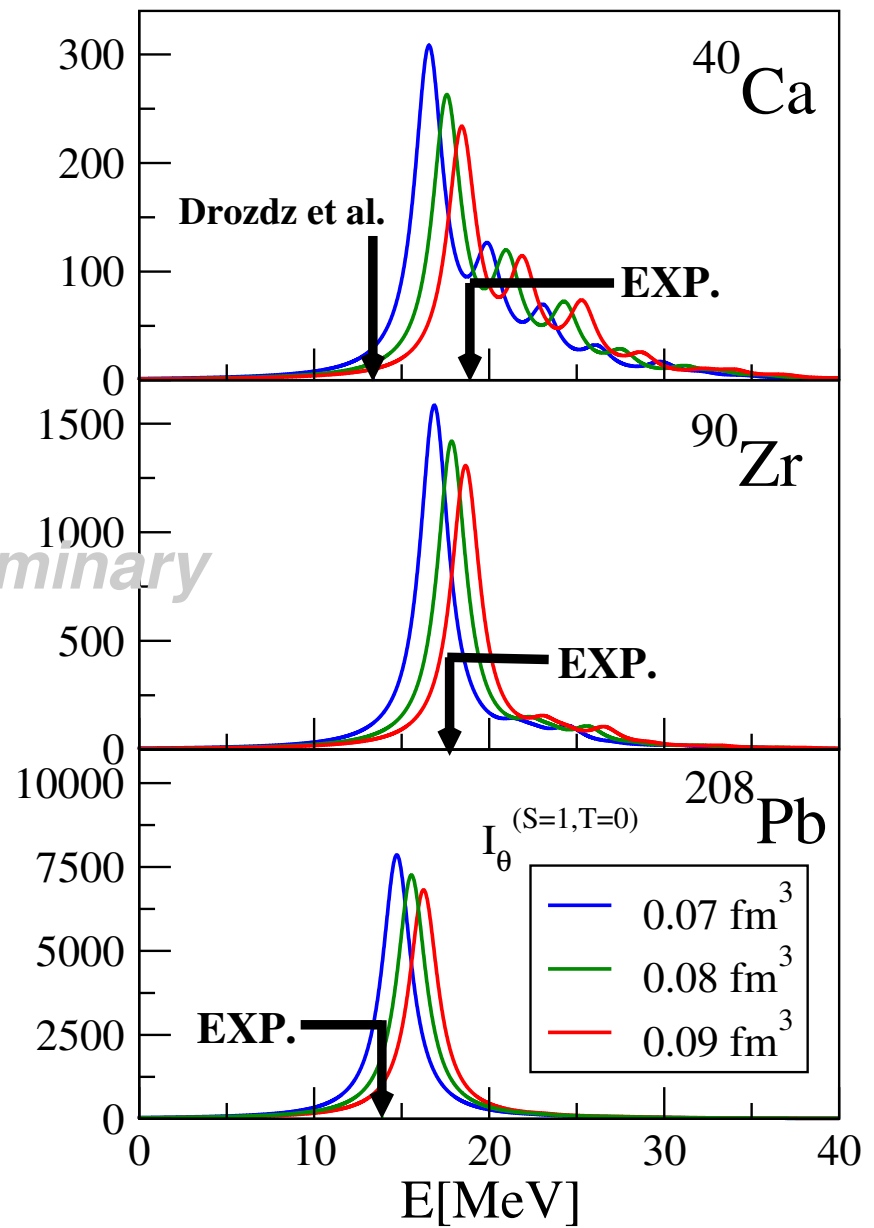 300
200
100
0
40Ca
Drozdz et al.
EXP.
1500
1000
500
0
90Zr
minary
EXP.
10000
7500
5000
2500
0
208Pb
Iθ (S=1,T=0)
0.07 fm3
0.08 fm3
0.09 fm3
EXP.
0 10 20 30 40
E[MeV]